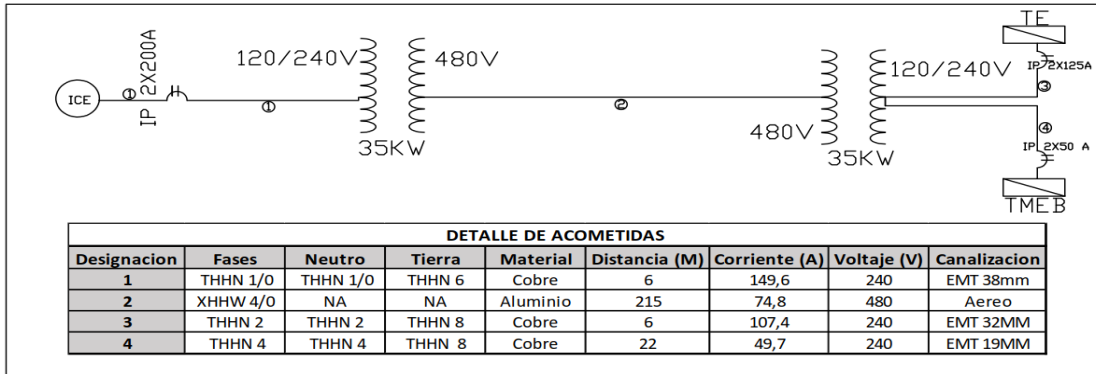 TE
120/240V
480V
120/240V
IP 2X125A
ICE
①
IP 2X200A
①
②
③
④
480V
35KW
35KW
IP 2X50 A
TMEB
DETALLE DE ACOMETIDAS
Designacion Fases Neutro Tierra Material Distancia (M) Corriente (A) Voltaje (V) Canalizacion
1 THHN 1/0 THHN 1/0 THHN 6 Cobre 6 149,6 240 EMT 38mm
2 XHHW 4/0 NA NA Aluminio 215 74,8 480 Aereo
3 THHN 2 THHN 2 THHN 8 Cobre 6 107,4 240 EMT 32MM
4 THHN 4 THHN 4 THHN 8 Cobre 22 49,7 240 EMT 19MM